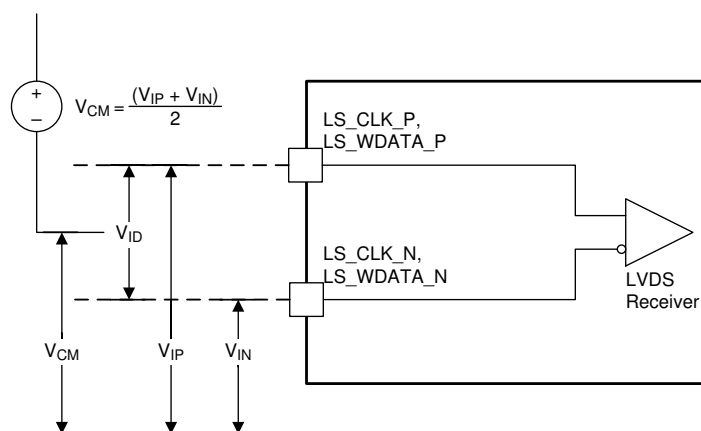 +
−
V_CM = (V_IP + V_IN) / 2
LS_CLK_P,
LS_WDATA_P
V_ID
LS_CLK_N,
LS_WDATA_N
LVDS
Receiver
V_CM
V_IP
V_IN